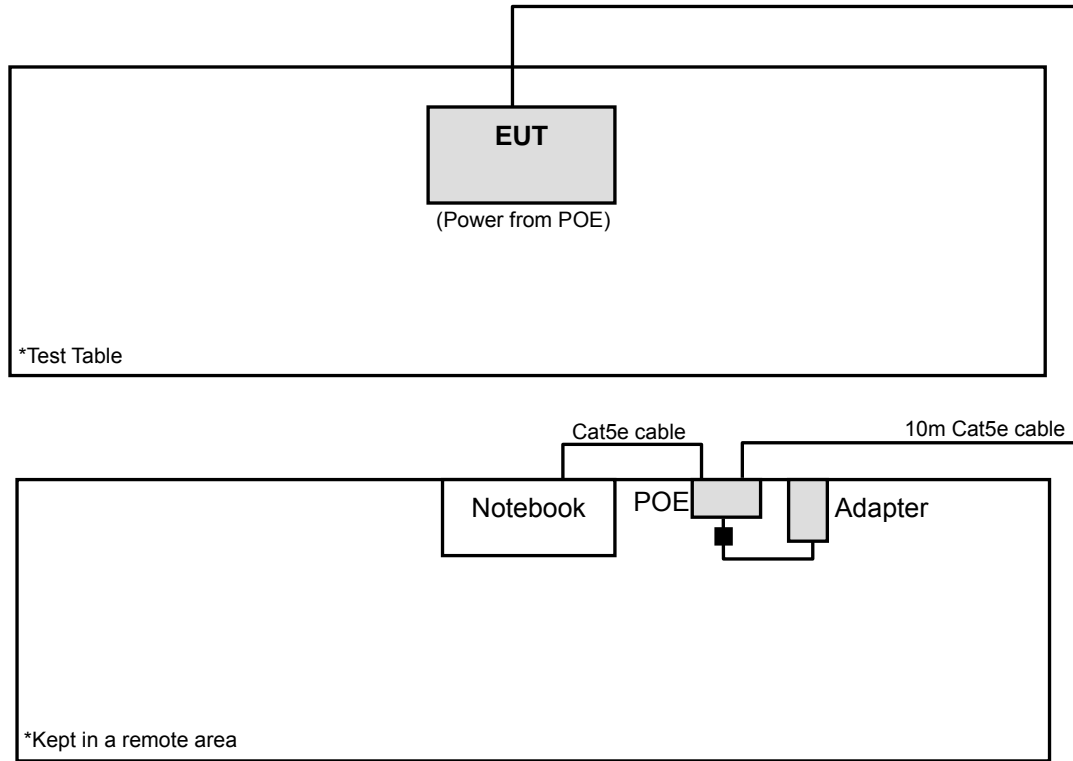 EUT
(Power from POE)
*Test Table
Cat5e cable
10m Cat5e cable
Notebook
POE
Adapter
*Kept in a remote area